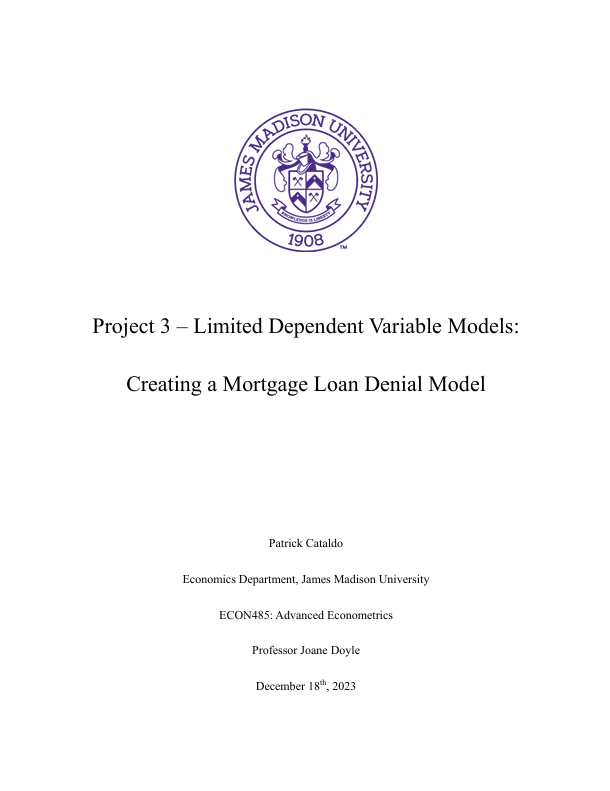 JAMES MADISON UNIVERSITY
KNOWLEDGE IS LIBERTY
1908
TM
Project 3 – Limited Dependent Variable Models:
Creating a Mortgage Loan Denial Model
Patrick Cataldo
Economics Department, James Madison University
ECON485: Advanced Econometrics
Professor Joane Doyle
December 18th, 2023